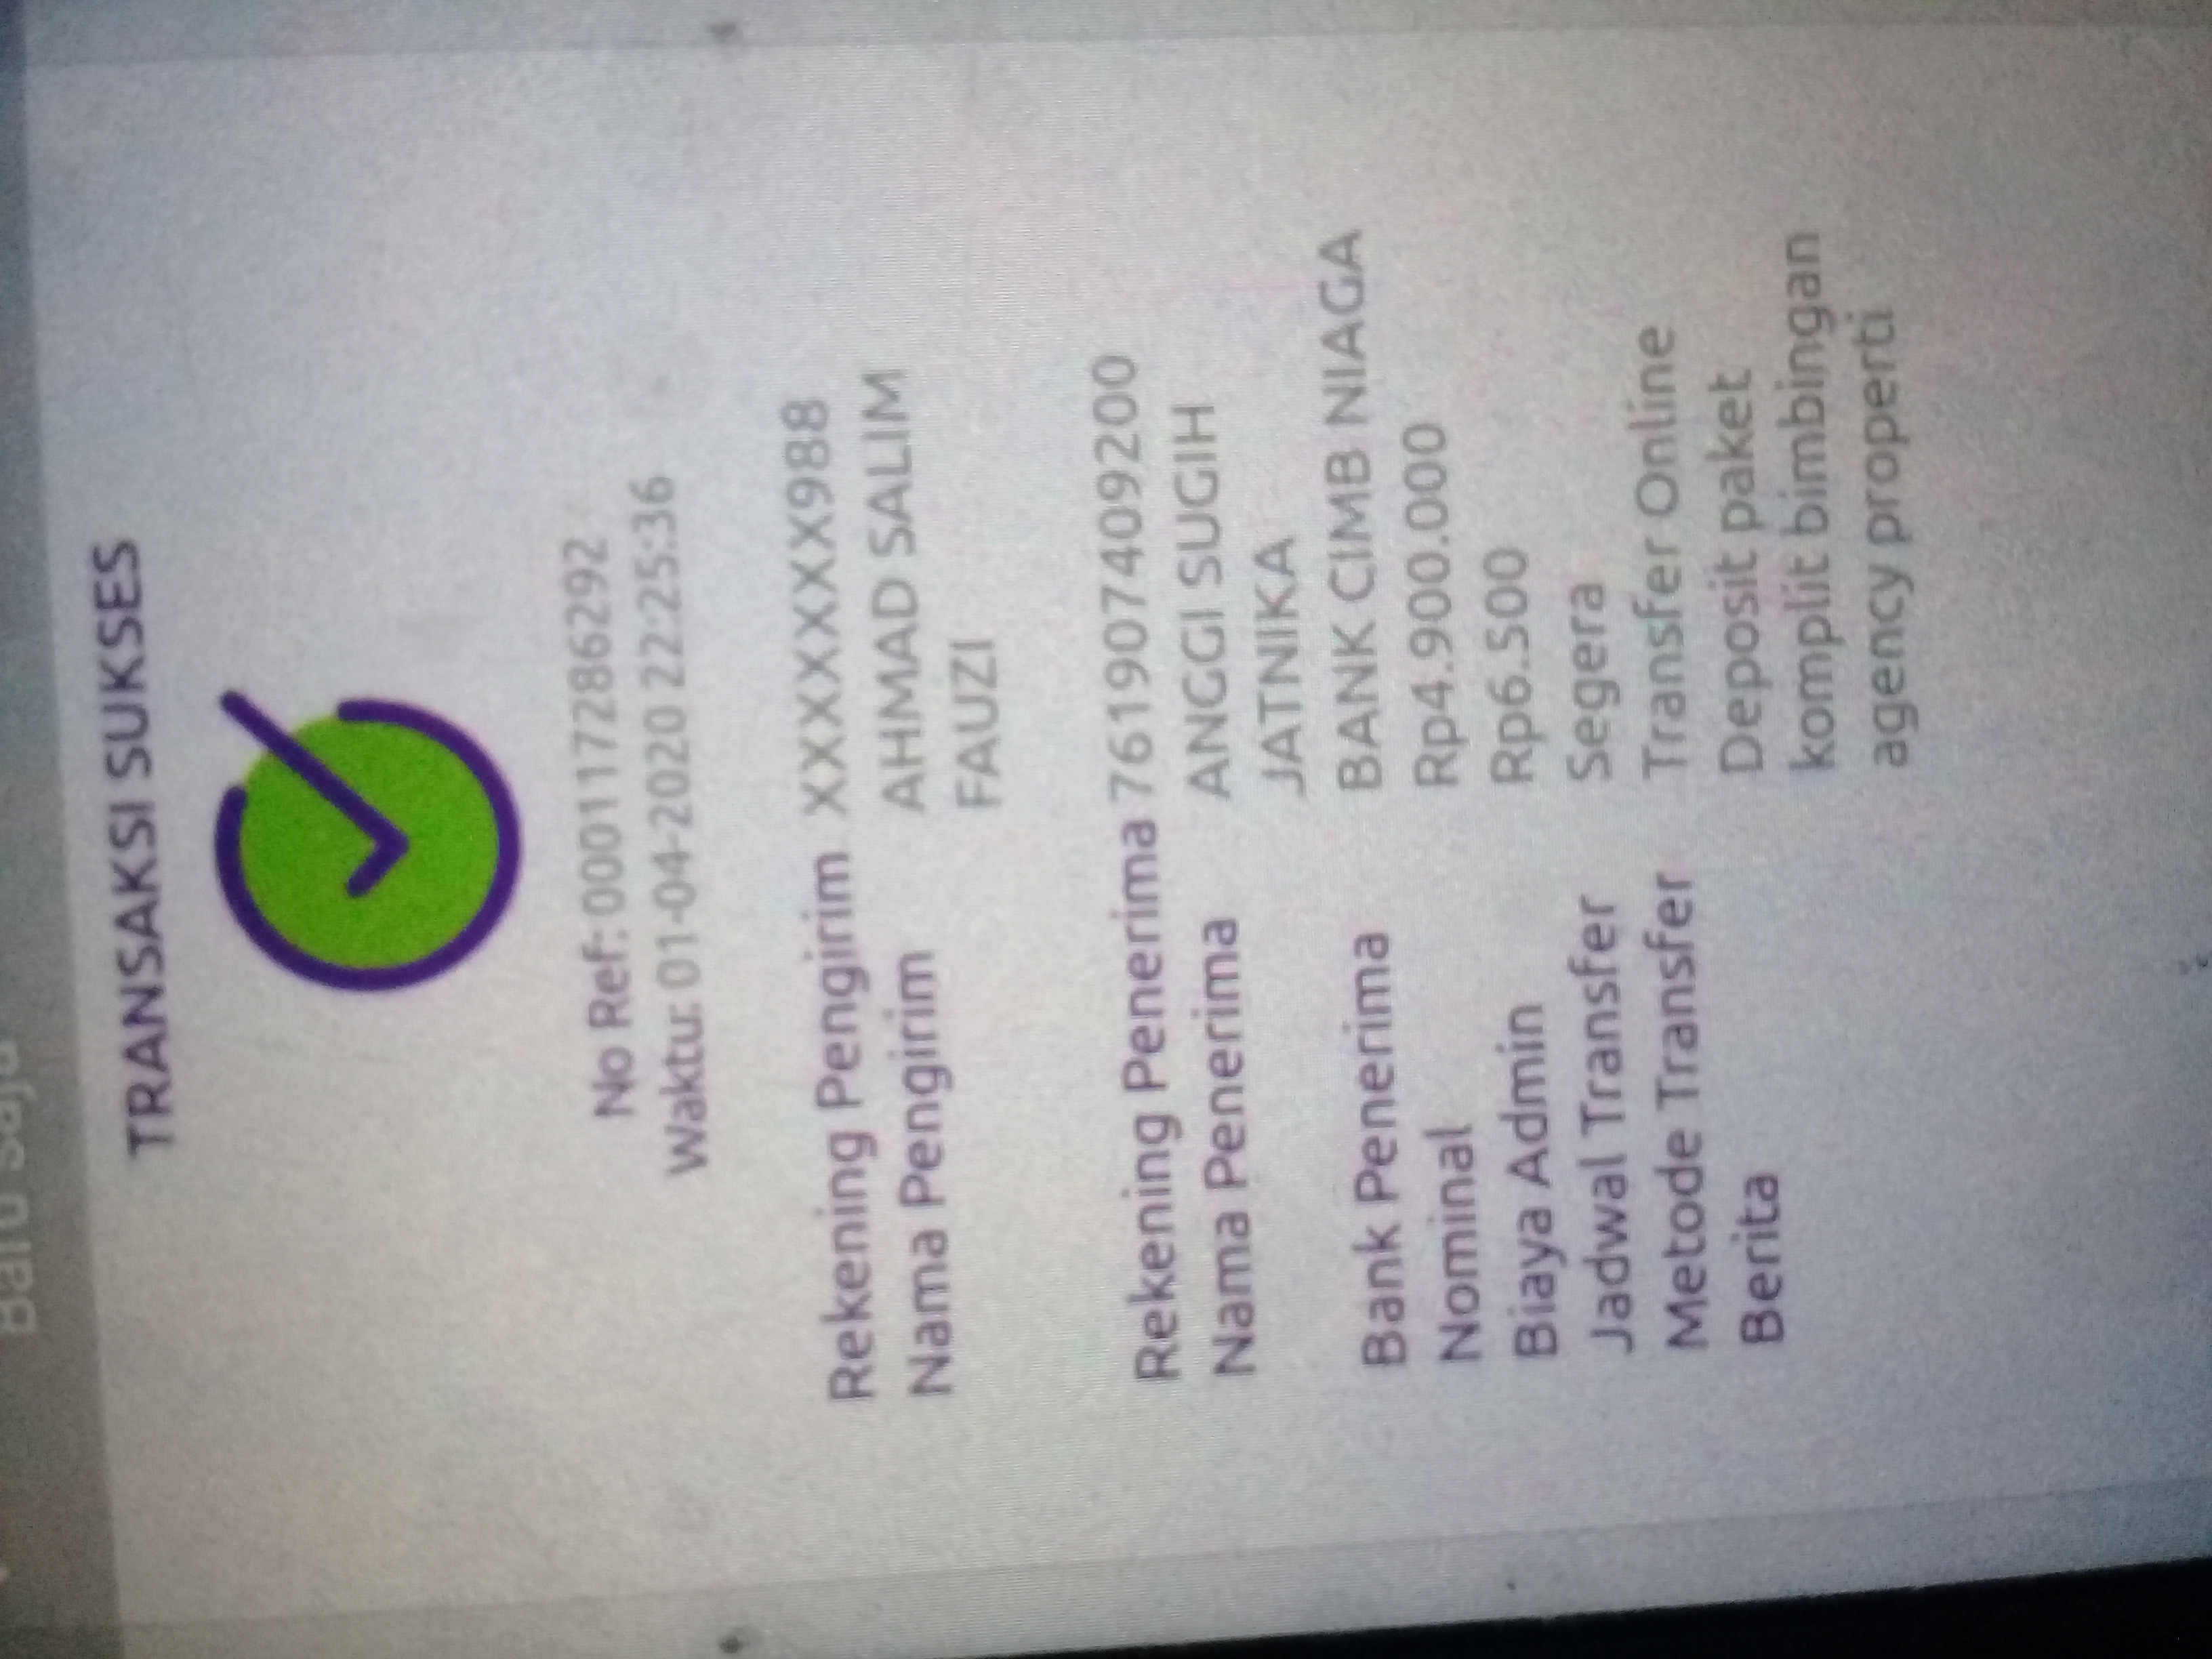 Baru saja
TRANSAKSI SUKSES
No Ref: 000117286292
Waktu: 01-04-2020 22:25:36
Rekening Pengirim XXXXXXXX988
Nama Pengirim AHMAD SALIM
FAUZI
Rekening Penerima 761907409200
Nama Penerima ANGGI SUGIH
JATNIKA
Bank Penerima BANK CIMB NIAGA
Nominal Rp4.900.000
Biaya Admin Rp6.500
Jadwal Transfer Segera
Metode Transfer Transfer Online
Berita Deposit paket
komplit bimbingan
agency properti